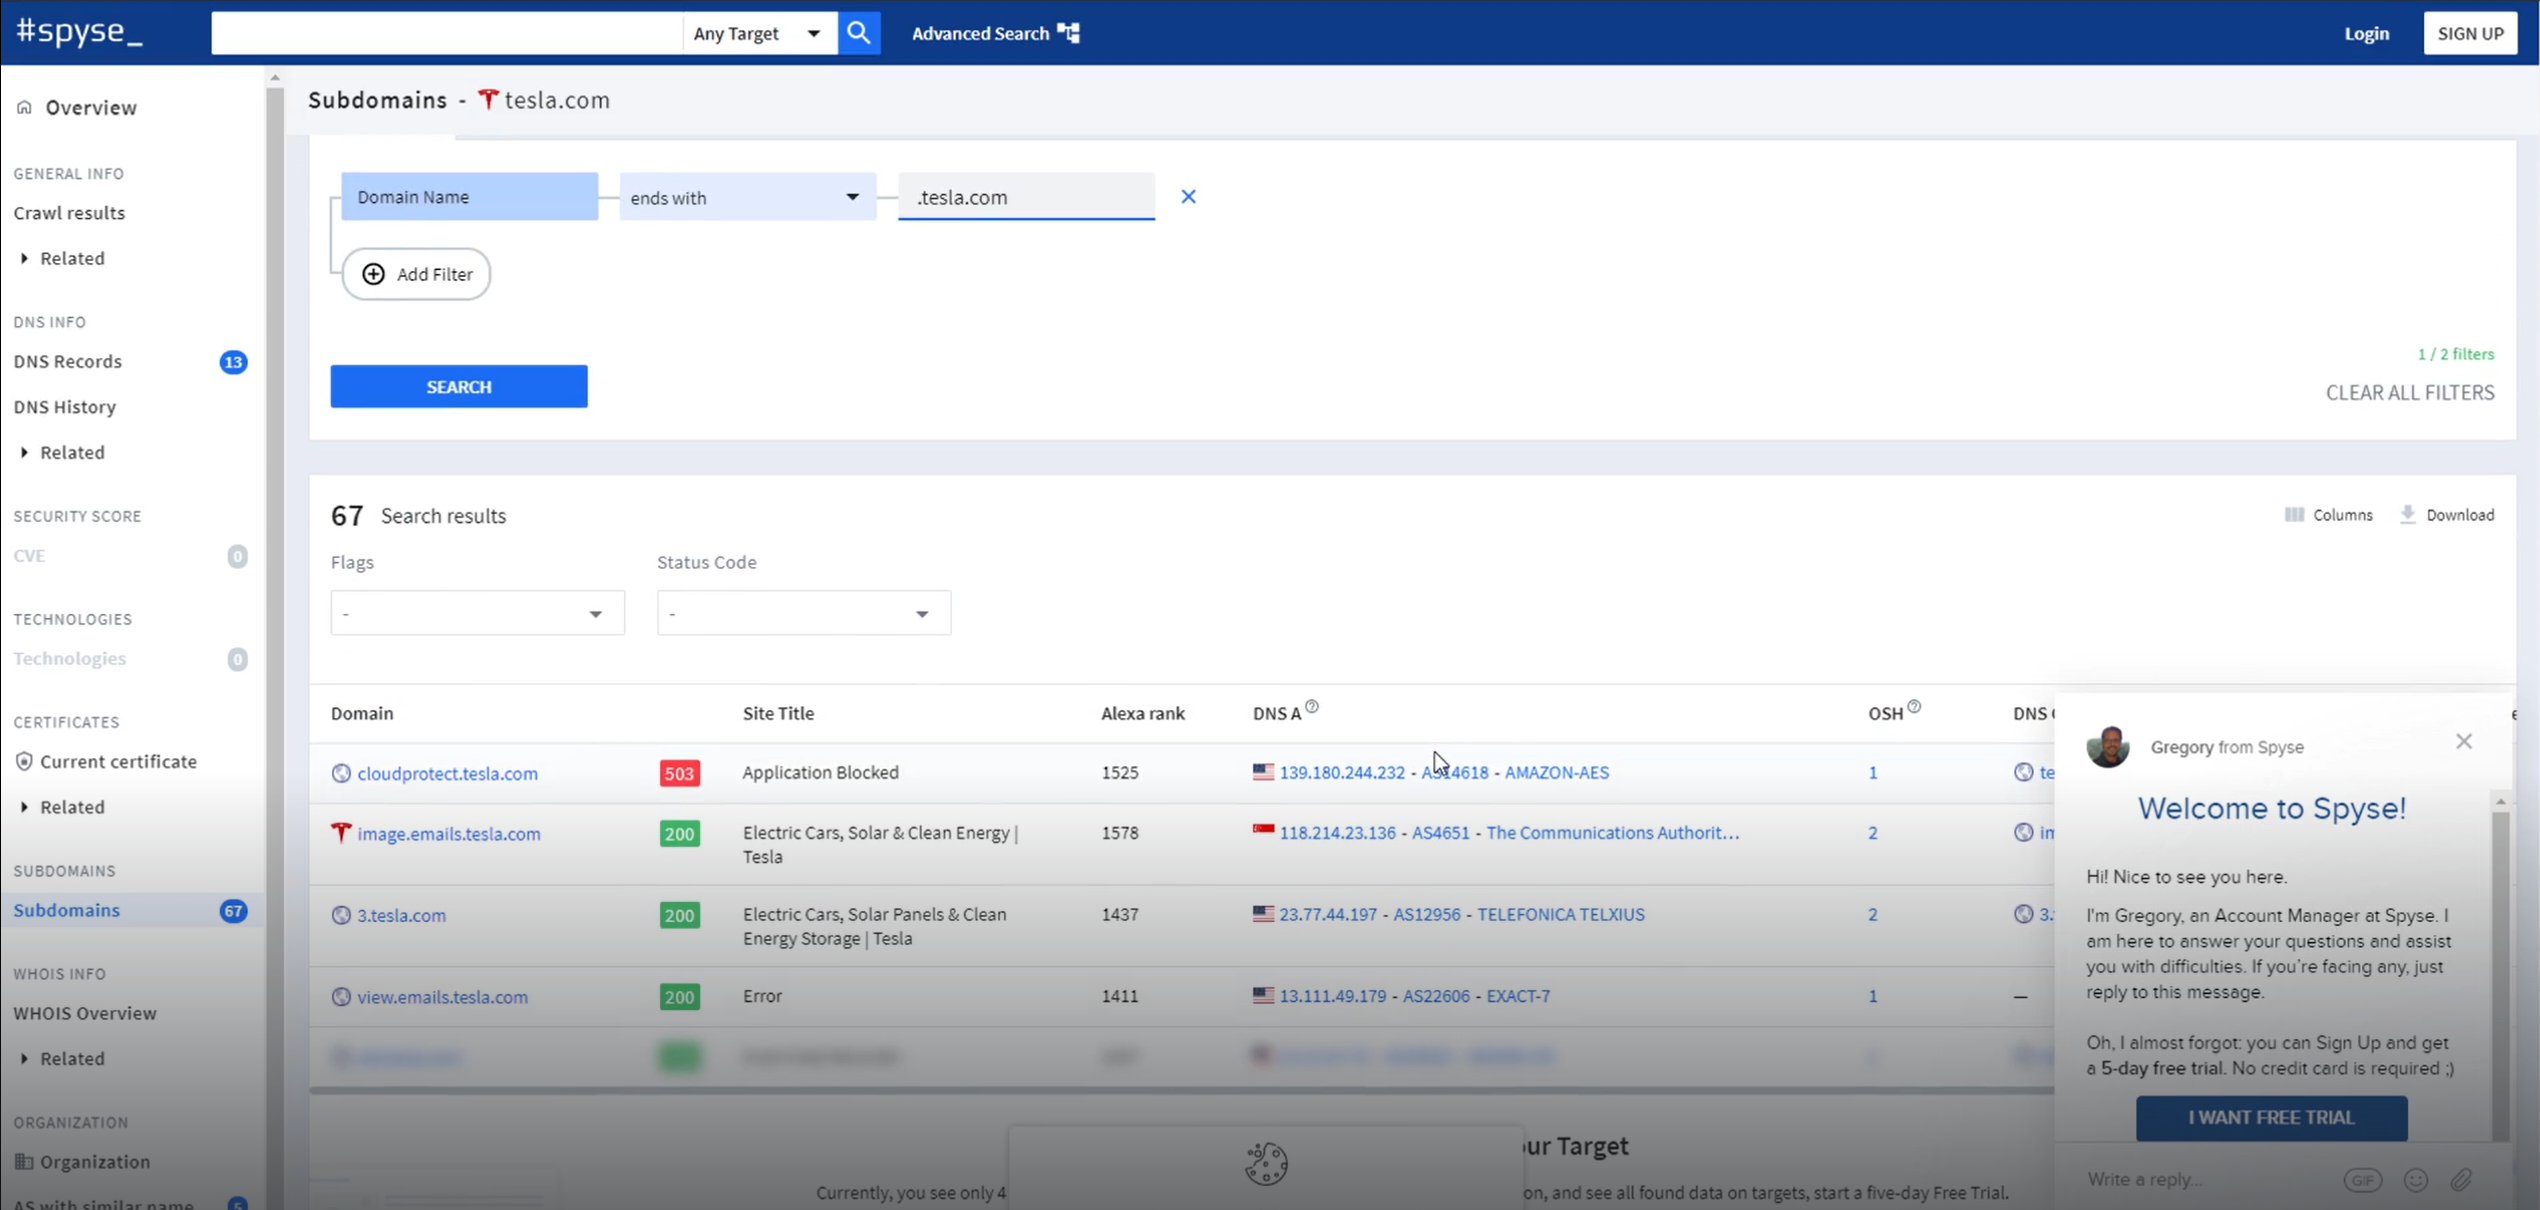 #spyse_
Any Target
Advanced Search
Login
SIGN UP
Overview
GENERAL INFO
Crawl results
Related
DNS INFO
DNS Records 13
DNS History
Related
SECURITY SCORE
CVE 0
TECHNOLOGIES
Technologies 0
CERTIFICATES
Current certificate
Related
SUBDOMAINS
Subdomains 67
WHOIS INFO
WHOIS Overview
Related
ORGANIZATION
Organization
AS with similar name 5
Subdomains - tesla.com
Domain Name ends with .tesla.com
Add Filter
1 / 2 filters
SEARCH
CLEAR ALL FILTERS
67 Search results
Columns Download
Flags Status Code
- -
Domain Site Title Alexa rank DNS A OSH DNS
cloudprotect.tesla.com 503 Application Blocked 1525 139.180.244.232 - AS14618 - AMAZON-AES 1 te
image.emails.tesla.com 200 Electric Cars, Solar & Clean Energy | 1578 118.214.23.136 - AS4651 - The Communications Authorit... 2
Tesla
3.tesla.com 200 Electric Cars, Solar Panels & Clean 1437 23.77.44.197 - AS12956 - TELEFONICA TELXIUS 2 3.
Energy Storage | Tesla
view.emails.tesla.com 200 Error 1411 13.111.49.179 - AS22606 - EXACT-7 1 —
our Target
Currently, you see only 4
on, and see all found data on targets, start a five-day Free Trial.
Gregory from Spyse
Welcome to Spyse!
Hi! Nice to see you here.
I'm Gregory, an Account Manager at Spyse. I
am here to answer your questions and assist
you with difficulties. If you're facing any, just
reply to this message.
Oh, I almost forgot: you can Sign Up and get
a 5-day free trial. No credit card is required ;)
I WANT FREE TRIAL
Write a reply...
GIF